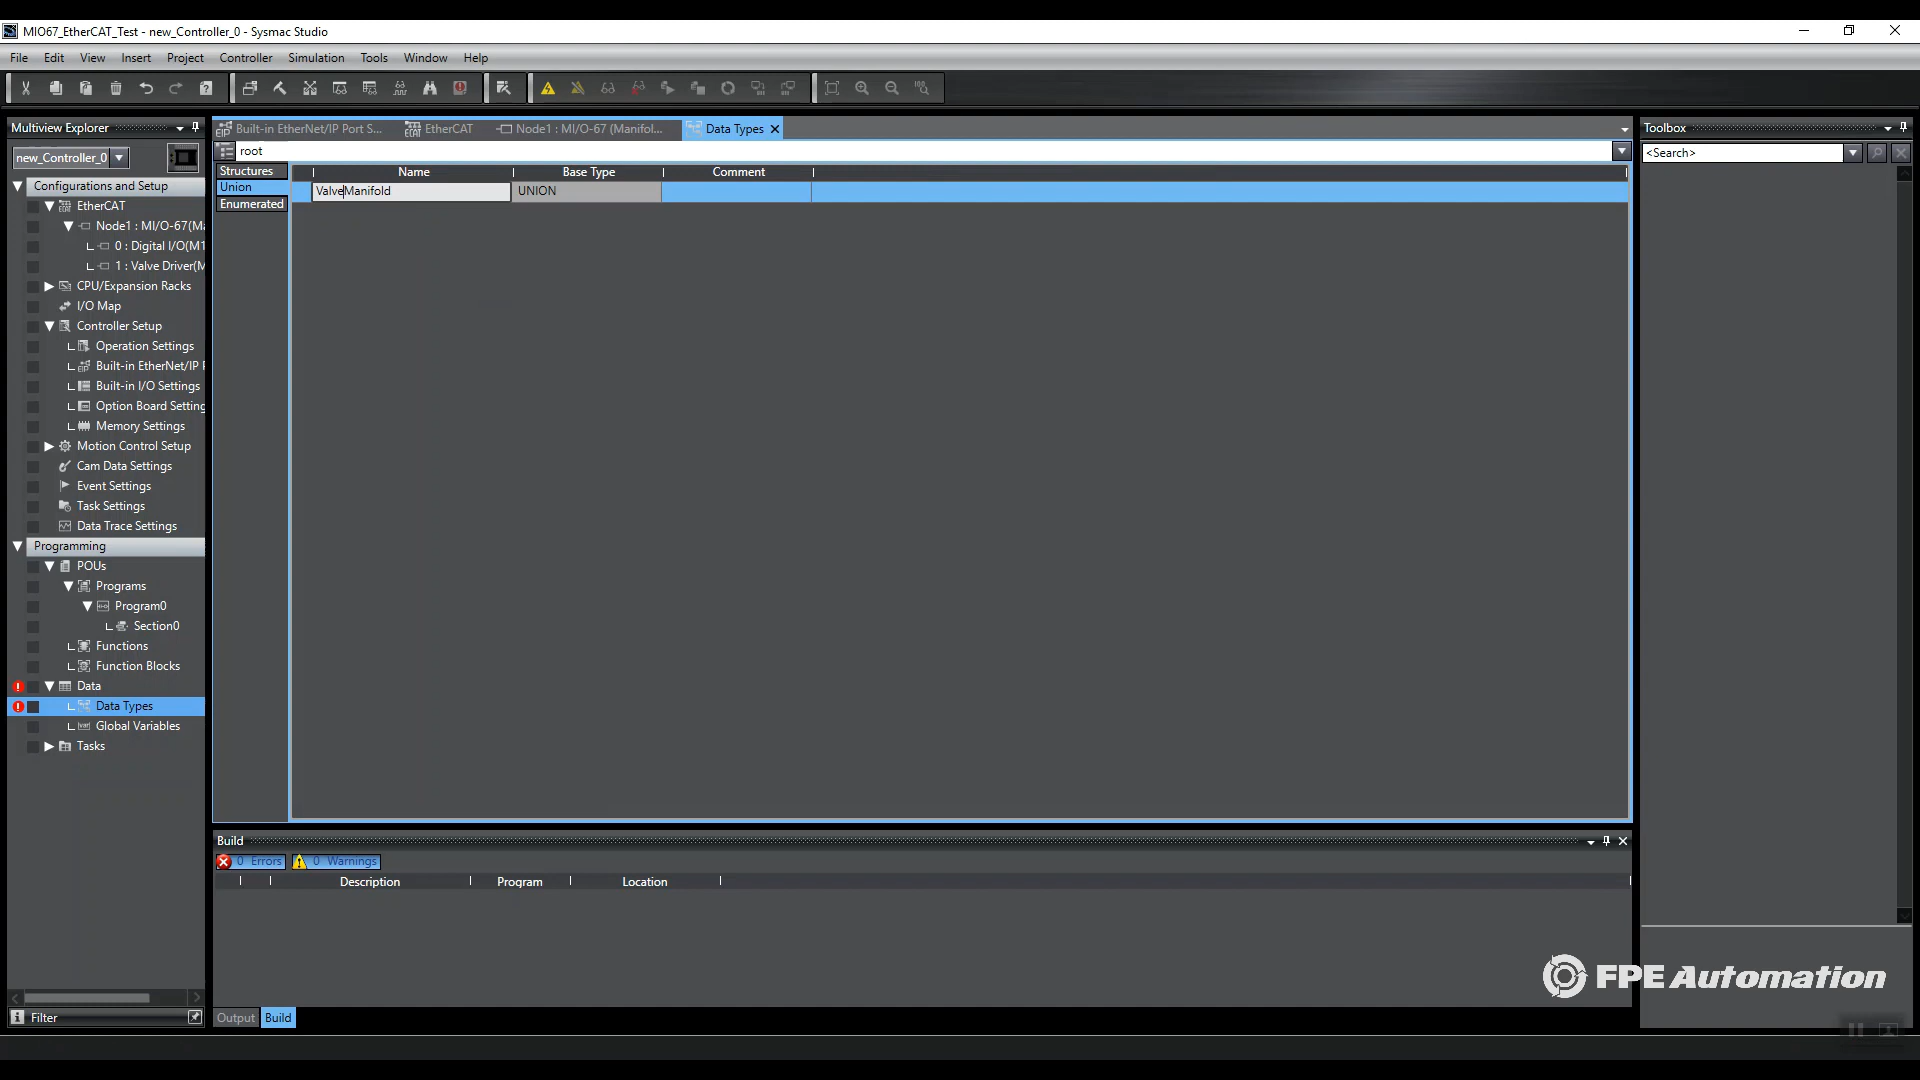 MIO67_EtherCAT_Test - new_Controller_0 - Sysmac Studio
File Edit View Insert Project Controller Simulation Tools Window Help
Multiview Explorer
new_Controller_0
Configurations and Setup
EtherCAT
Node1 : MI/O-67(Ma
0 : Digital I/O(M1
1 : Valve Driver(M
CPU/Expansion Racks
I/O Map
Controller Setup
Operation Settings
Built-in EtherNet/IP P
Built-in I/O Settings
Option Board Setting
Memory Settings
Motion Control Setup
Cam Data Settings
Event Settings
Task Settings
Data Trace Settings
Programming
POUs
Programs
Program0
Section0
Functions
Function Blocks
Data
Data Types
Global Variables
Tasks
Filter
Built-in EtherNet/IP Port S... EtherCAT Node1 : MI/O-67 (Manifol... Data Types
root
Structures
Union
Enumerated
Name Base Type Comment
ValveManifold UNION
Build
0 Errors 0 Warnings
Description Program Location
Output Build
Toolbox
<Search>
FPE Automation